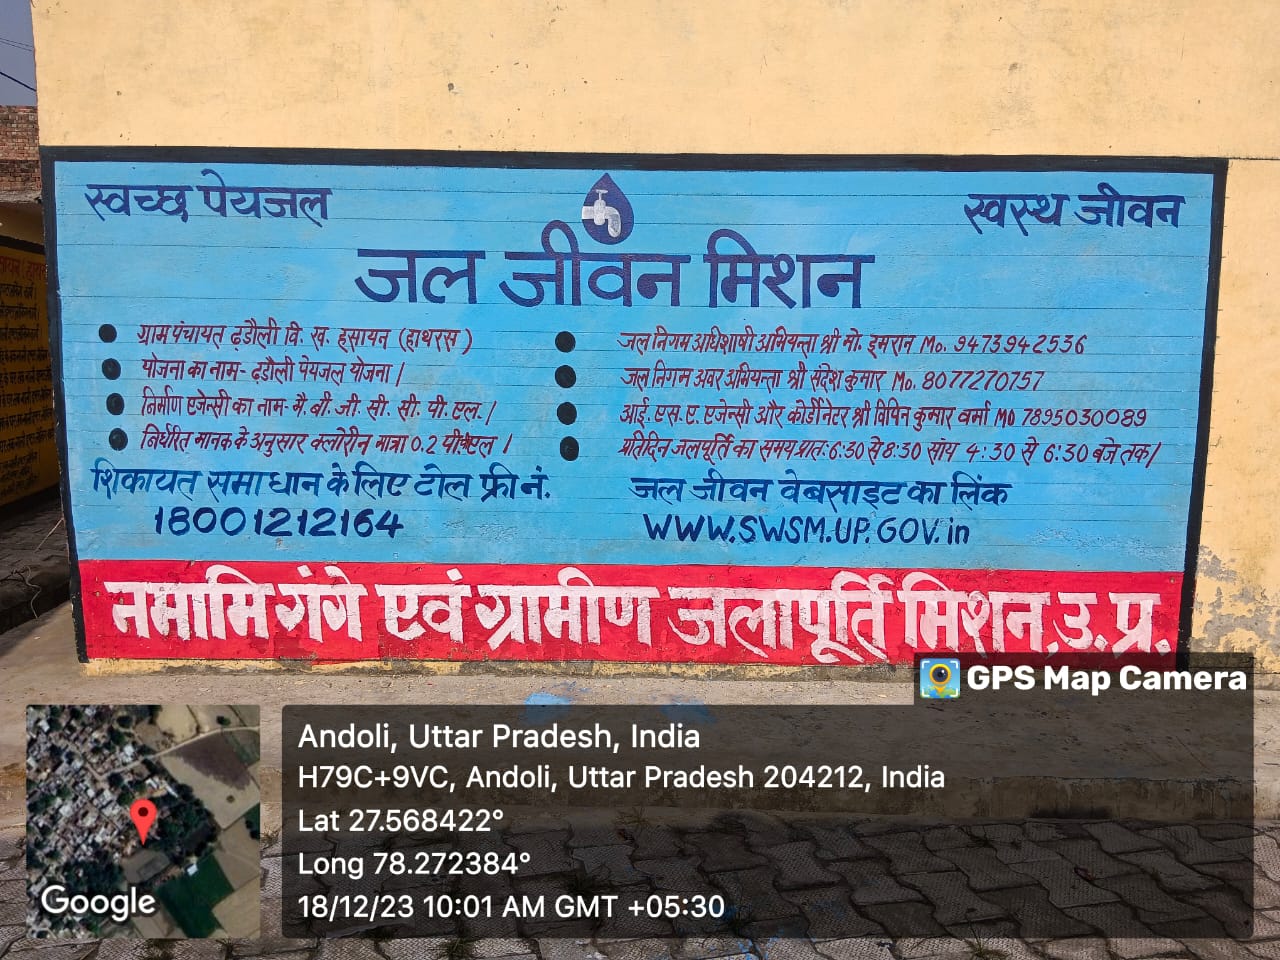 स्वच्छ पेयजल
स्वस्थ जीवन
जल जीवन मिशन
ग्राम पंचायत ढ़डौली वि. ख. हसायन (हाथरस)
योजना का नाम- ढ़डौली पेयजल योजना।
निर्माण एजेन्सी का नाम- मै. बी. जी. सी. सी. पी. एल.।
निर्धारित मानक के अनुसार क्लोरीन मात्रा 0.2 पी.एल।
जल निगम अधिशाषी अभियन्ता श्री मो. इमरान Mo. 9473942536
जल निगम अवर अभियन्ता श्री संदेश कुमार Mo. 8077270757
आई. एस. ए. एजेन्सी और कोर्डीनेटर श्री विपिन कुमार वर्मा MO 7895030089
प्रतिदिन जलपूर्ति का समय प्रातः 6:30 से 8:30 सांय 4:30 से 6:30 बजे तक।
शिकायत समाधान के लिए टोल फ्री नं.
18001212164
जल जीवन वेबसाइट का लिंक
WWW.SWSM.UP.GOV.in
नमामि गंगे एवं ग्रामीण जलापूर्ति मिशन, उ. प्र.
GPS Map Camera
Andoli, Uttar Pradesh, India
H79C+9VC, Andoli, Uttar Pradesh 204212, India
Lat 27.568422°
Long 78.272384°
18/12/23 10:01 AM GMT +05:30
Google